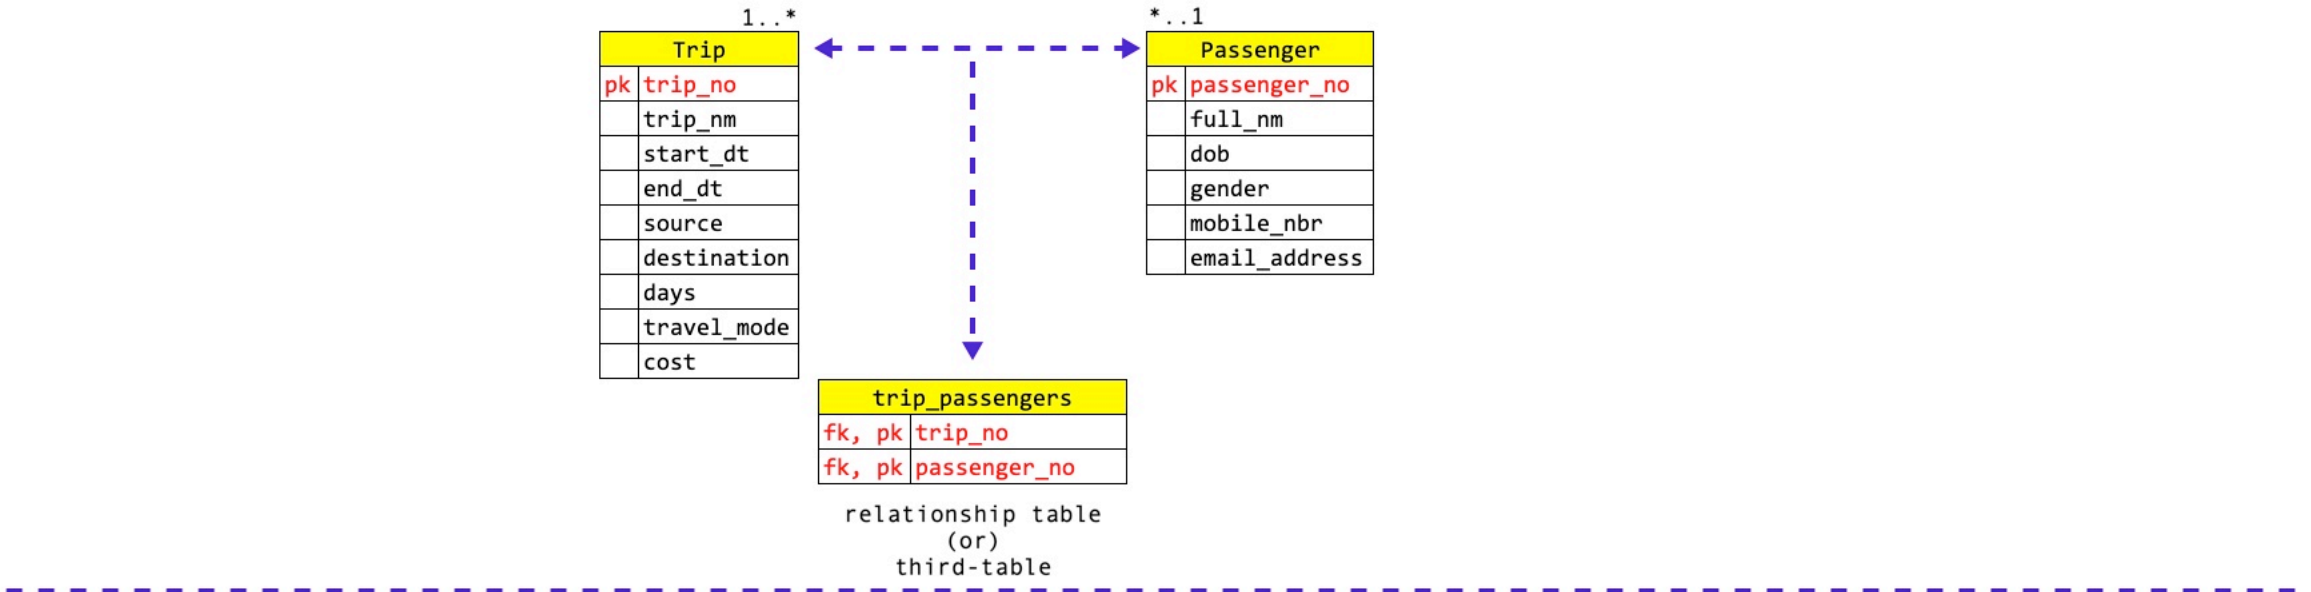 1..*
*..1
Trip
pk trip_no
trip_nm
start_dt
end_dt
source
destination
days
travel_mode
cost
Passenger
pk passenger_no
full_nm
dob
gender
mobile_nbr
email_address
trip_passengers
fk, pk trip_no
fk, pk passenger_no
relationship table
(or)
third-table